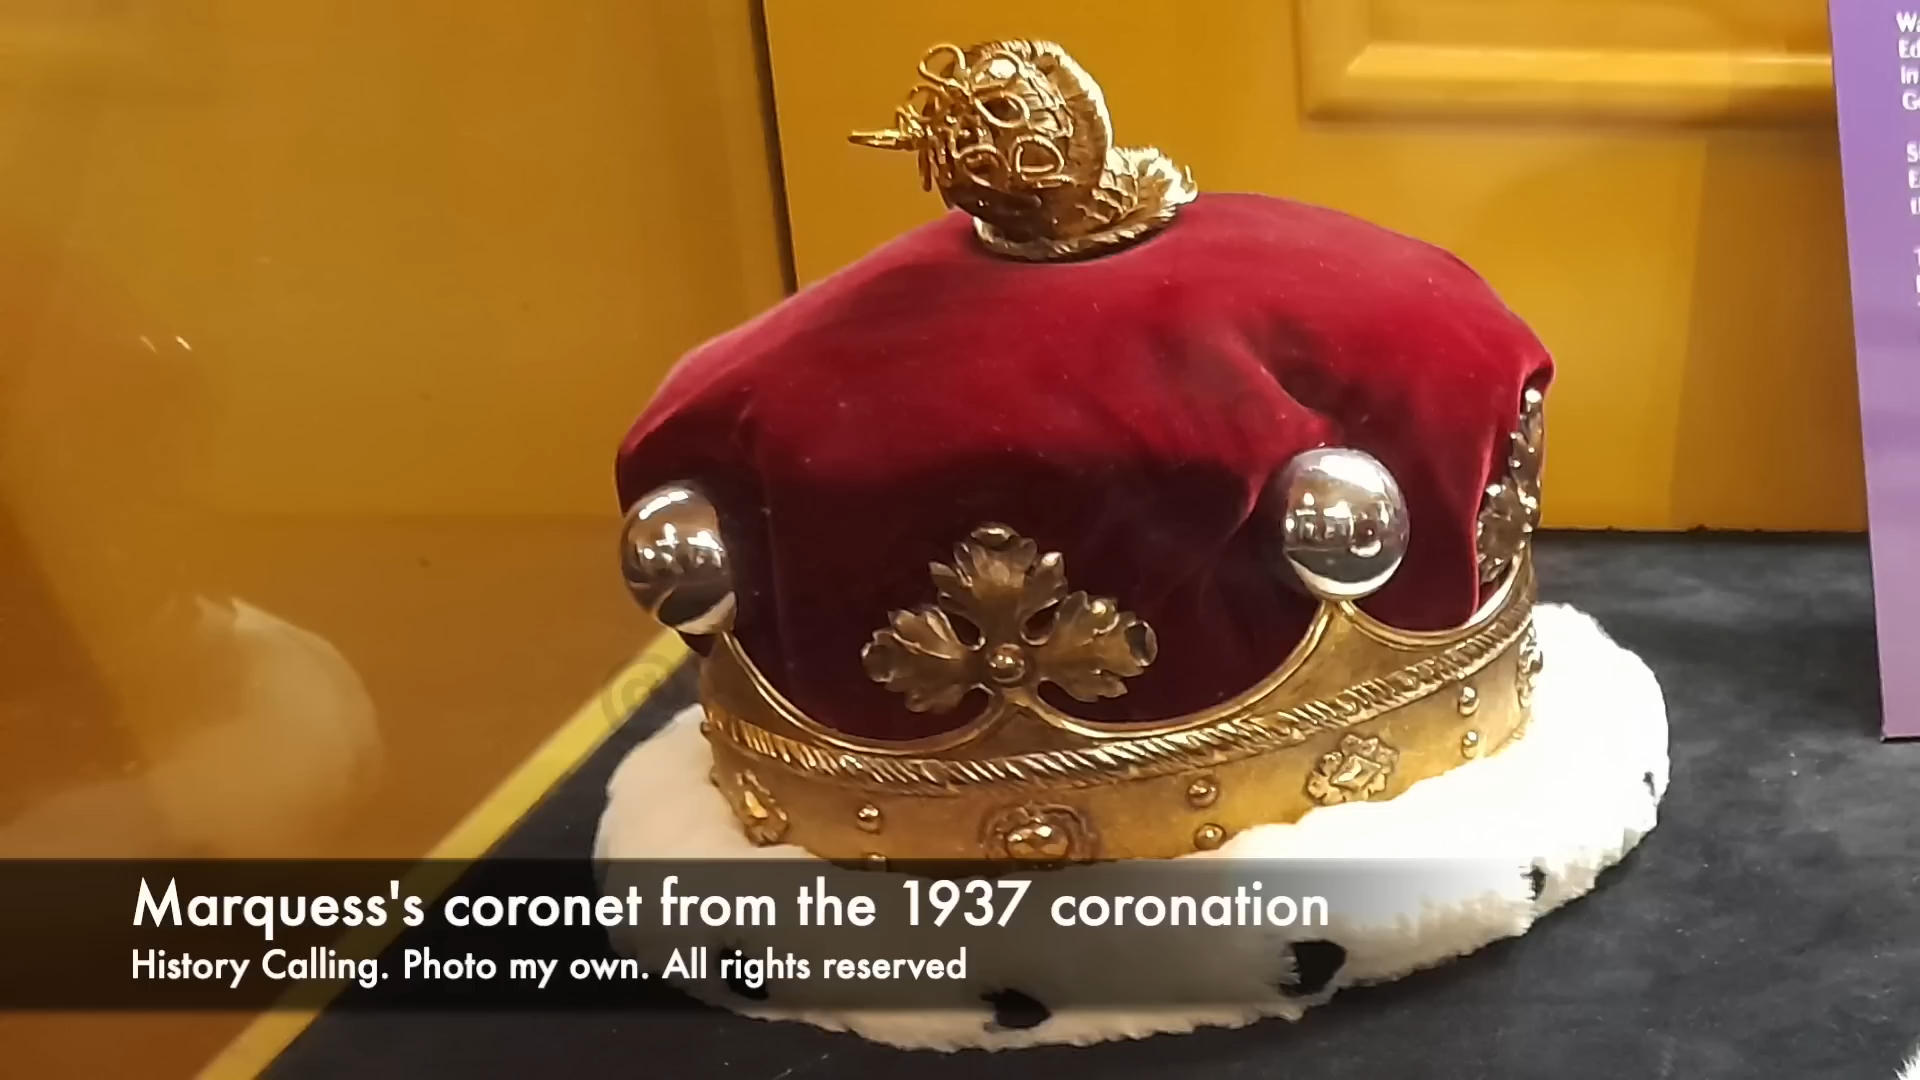 Marquess's coronet from the 1937 coronation
History Calling. Photo my own. All rights reserved